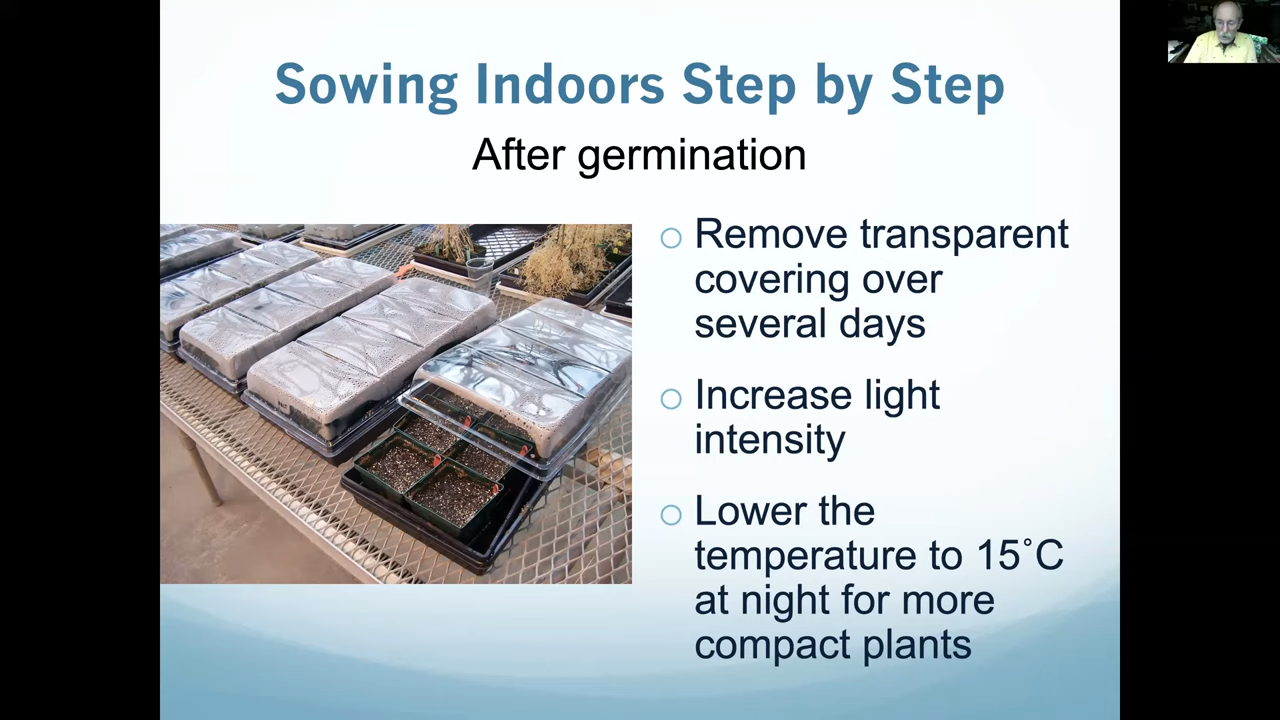 Sowing Indoors Step by Step
After germination
Remove transparent
covering over
several days
Increase light
intensity
Lower the
temperature to 15˚C
at night for more
compact plants